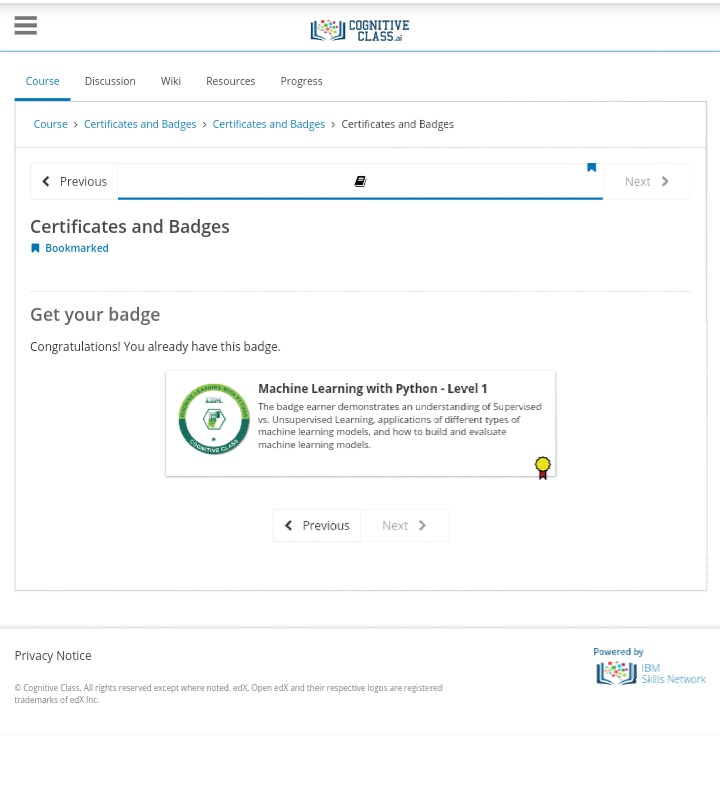 COGNITIVE
CLASS.ai
Course Discussion Wiki Resources Progress
Course > Certificates and Badges > Certificates and Badges > Certificates and Badges
Previous Next
Certificates and Badges
Bookmarked
Get your badge
Congratulations! You already have this badge.
Machine Learning with Python - Level 1
The badge earner demonstrates an understanding of Supervised
vs. Unsupervised Learning, applications of different types of
machine learning models, and how to build and evaluate
machine learning models.
MACHINE LEARNING WITH PYTHON
COGNITIVE CLASS
Previous Next
Privacy Notice
Powered by
IBM
Skills Network
© Cognitive Class. All rights reserved except where noted. edX, Open edX and their respective logos are registered
trademarks of edX Inc.